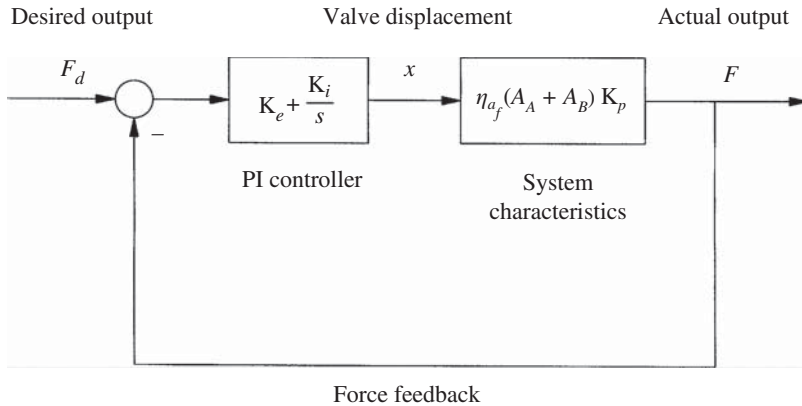 Desired output
Valve displacement
Actual output
F_d
x
F
K_e + K_i/s
η_{a_f}(A_A + A_B) K_p
−
PI controller
System
characteristics
Force feedback